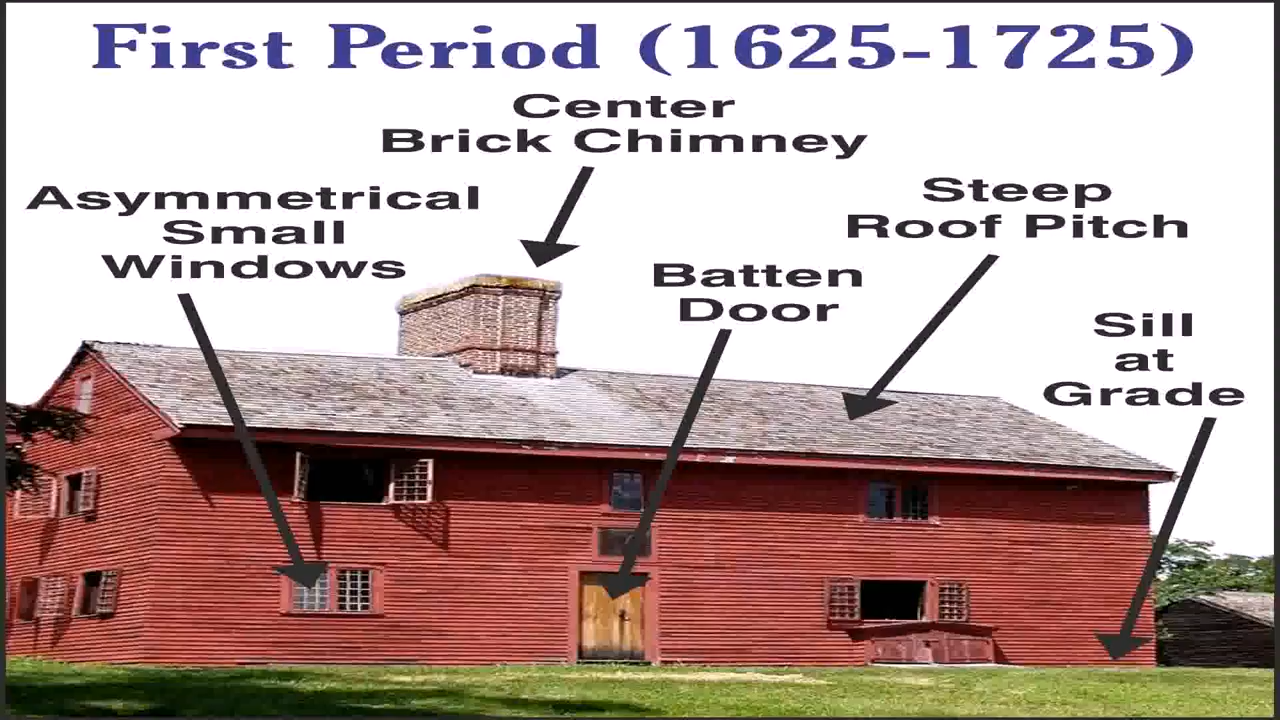 First Period (1625-1725)
Center
Brick Chimney
Asymmetrical
Small
Windows
Steep
Roof Pitch
Batten
Door
Sill
at
Grade